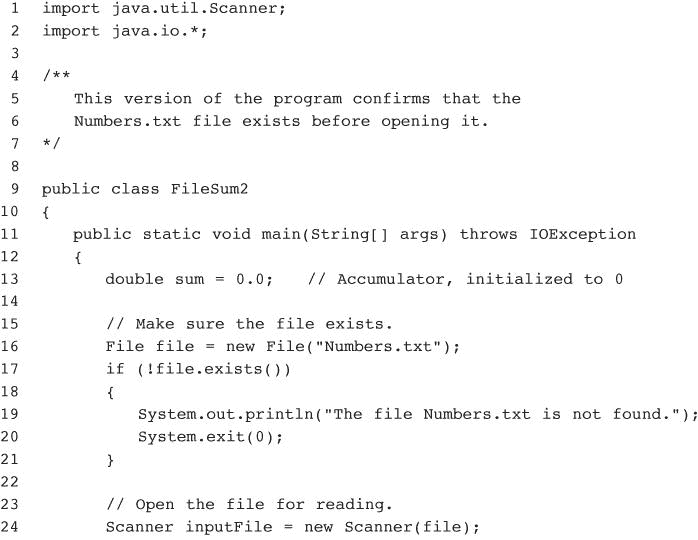 1 import java.util.Scanner;
2 import java.io.*;
3
4 /**
5 This version of the program confirms that the
6 Numbers.txt file exists before opening it.
7 */
8
9 public class FileSum2
10 {
11 public static void main(String[] args) throws IOException
12 {
13 double sum = 0.0; // Accumulator, initialized to 0
14
15 // Make sure the file exists.
16 File file = new File("Numbers.txt");
17 if (!file.exists())
18 {
19 System.out.println("The file Numbers.txt is not found.");
20 System.exit(0);
21 }
22
23 // Open the file for reading.
24 Scanner inputFile = new Scanner(file);